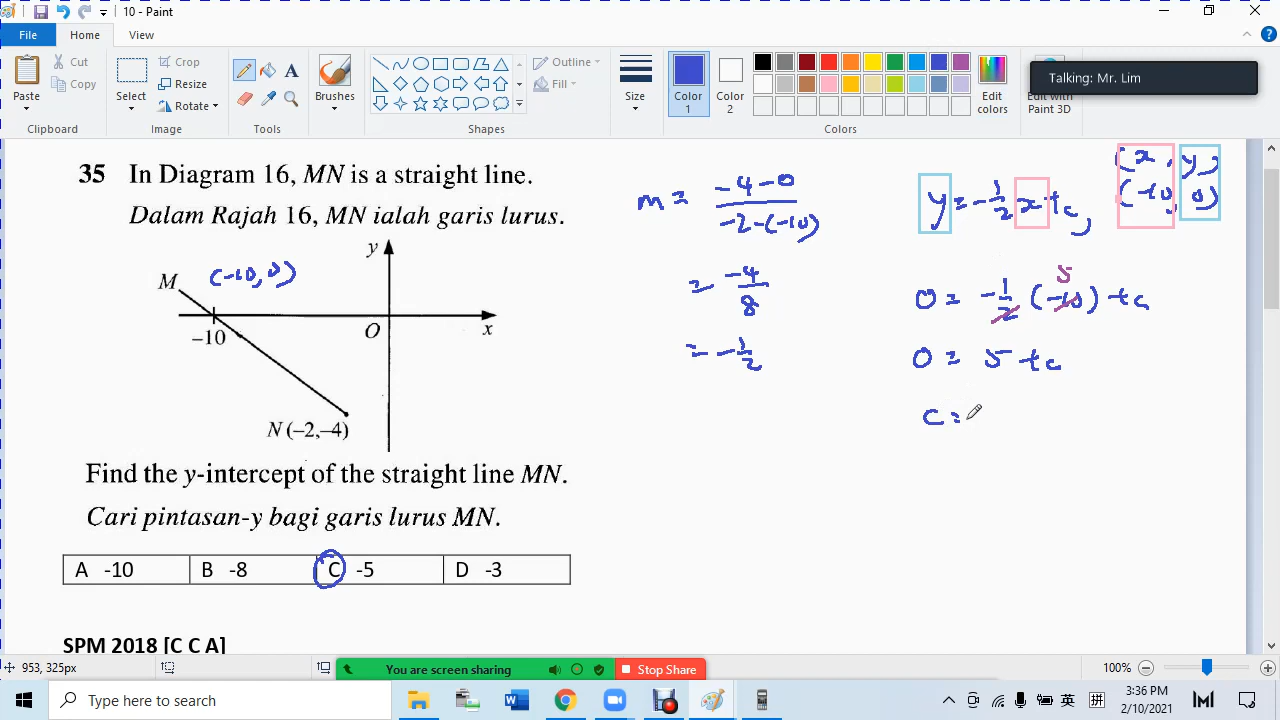 10 - Paint
File Home View
Paste Cut Copy Clipboard
Select Crop Resize Rotate Image
Tools
Brushes
Shapes Outline Fill
Size
Color 1 Color 2 Edit colors Colors
Edit with Paint 3D
Talking: Mr. Lim
35 In Diagram 16, MN is a straight line.
Dalam Rajah 16, MN ialah garis lurus.
y
M (-10, 0)
-10 O x
N (−2,−4)
Find the y-intercept of the straight line MN.
Cari pintasan-y bagi garis lurus MN.
A -10 B -8 C -5 D -3
SPM 2018 [C C A]
m = (-4-0)/(-2-(-10))
= -4/8
= -1/2
y = -1/2 x + c,
(x, y)
(-10, 0)
0 = -1/2 (-10) + c
5
0 = 5 + c
c =
953, 325px
100%
You are screen sharing Stop Share
Type here to search
英
拼
3:36 PM
2/10/2021